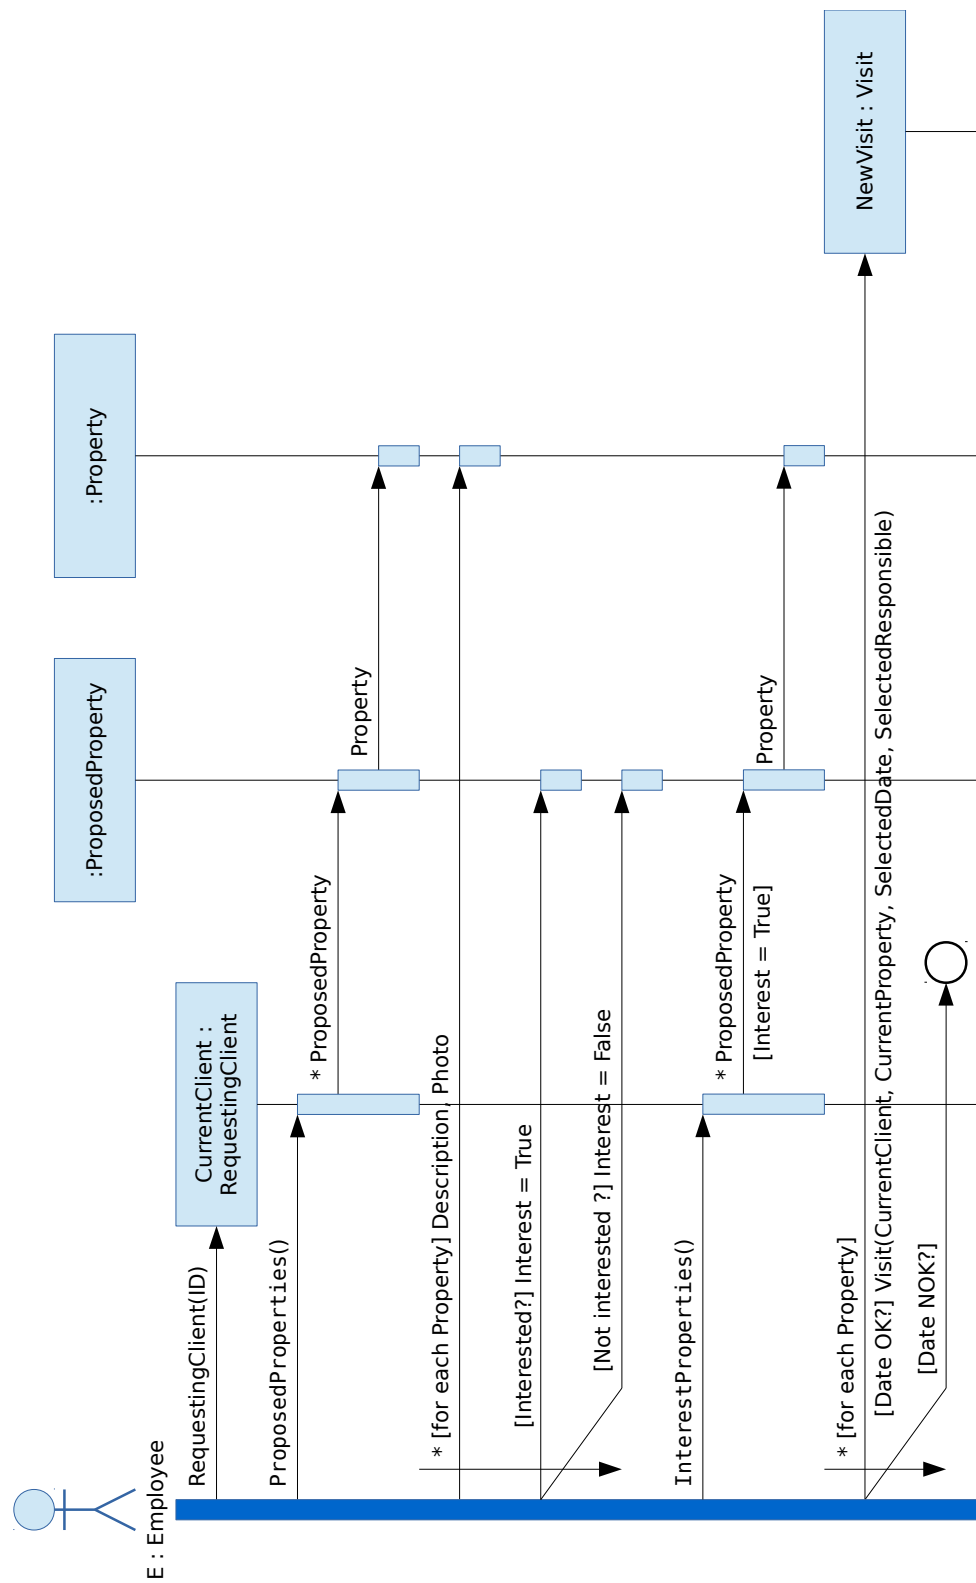 E : Employee
CurrentClient :
RequestingClient
:ProposedProperty
:Property
NewVisit : Visit
RequestingClient(ID)
ProposedProperties()
* ProposedProperty
Property
* [for each Property] Description, Photo
[Interested?] Interest = True
[Not interested ?] Interest = False
InterestProperties()
* ProposedProperty
[Interest = True]
Property
* [for each Property]
[Date OK?] Visit(CurrentClient, CurrentProperty, SelectedDate, SelectedResponsible)
[Date NOK?]